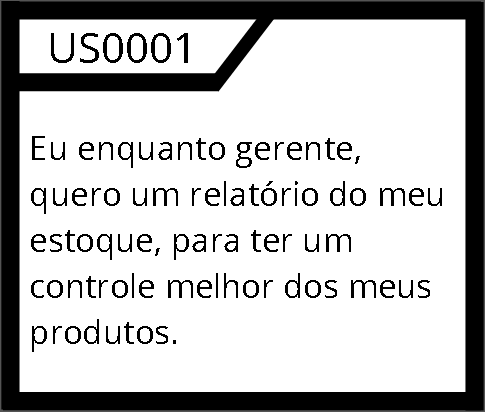 US0001
Eu enquanto gerente,
quero um relatório do meu
estoque, para ter um
controle melhor dos meus
produtos.